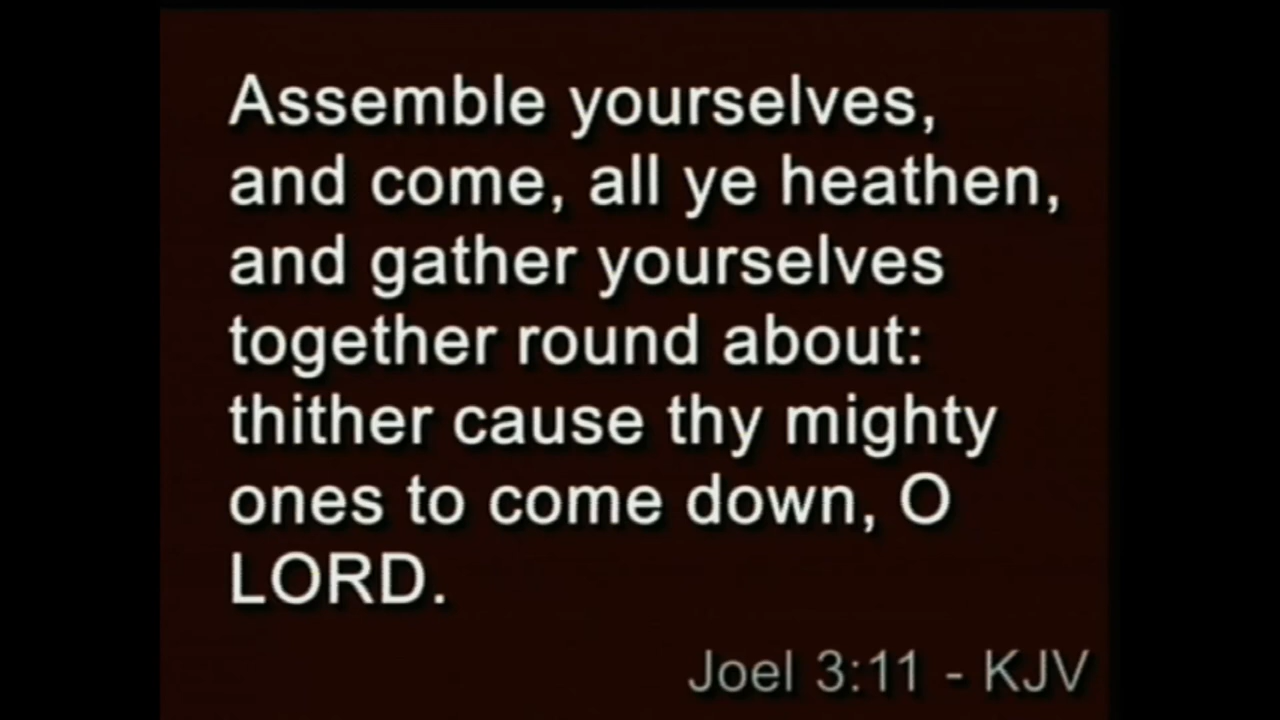 Assemble yourselves,
and come, all ye heathen,
and gather yourselves
together round about:
thither cause thy mighty
ones to come down, O
LORD.
Joel 3:11 - KJV